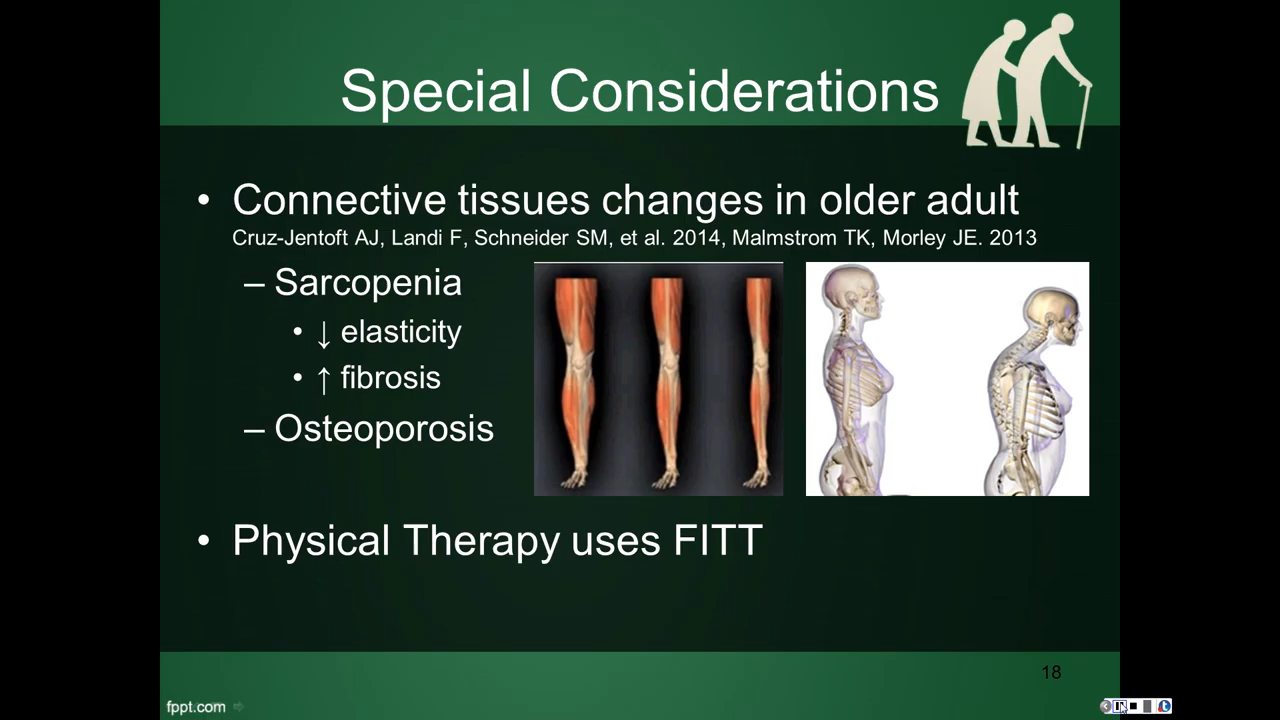 Special Considerations
• Connective tissues changes in older adult
Cruz-Jentoft AJ, Landi F, Schneider SM, et al. 2014, Malmstrom TK, Morley JE. 2013
– Sarcopenia
• ↓ elasticity
• ↑ fibrosis
– Osteoporosis
• Physical Therapy uses FITT
18
fppt.com